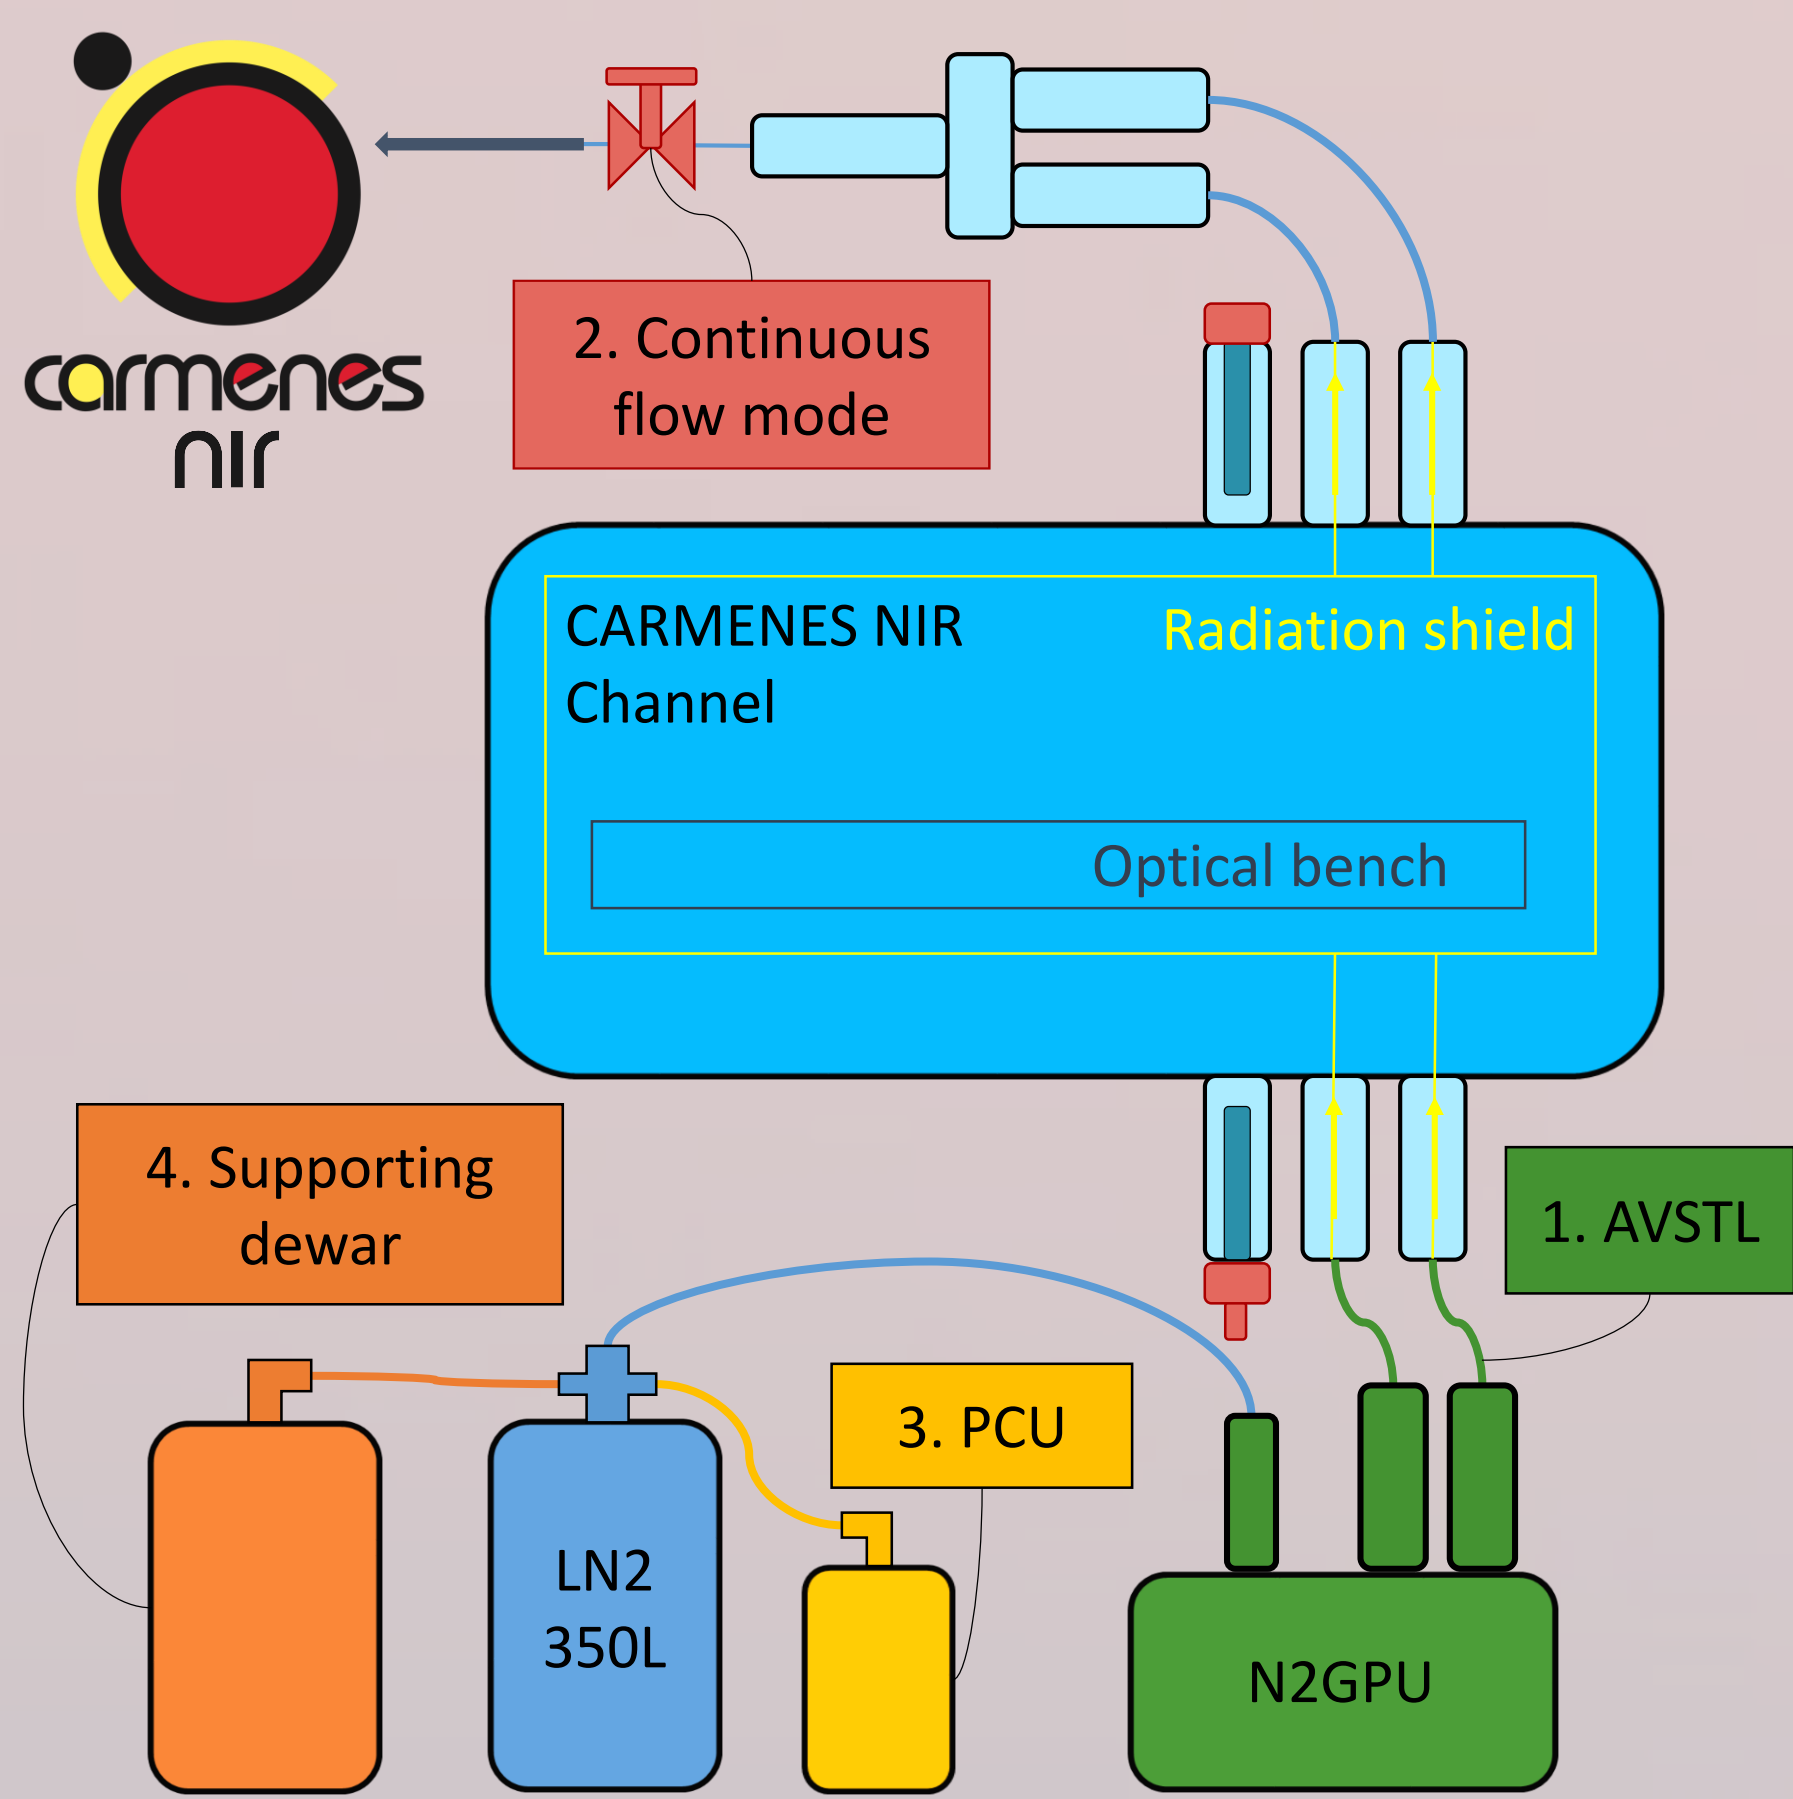 carmenes
nir
2. Continuous
flow mode
CARMENES NIR
Channel
Radiation shield
Optical bench
4. Supporting
dewar
1. AVSTL
3. PCU
LN2
350L
N2GPU